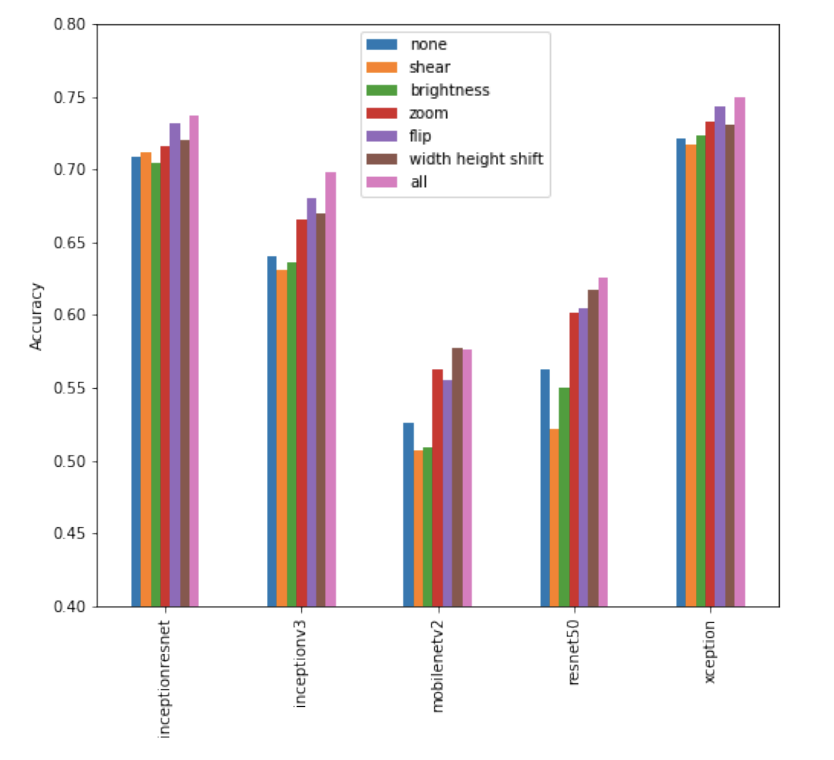 0.80
0.75
0.70
0.65
0.60
0.55
0.50
0.45
0.40
Accuracy
none
shear
brightness
zoom
flip
width height shift
all
inceptionresnet
inceptionv3
mobilenetv2
resnet50
xception